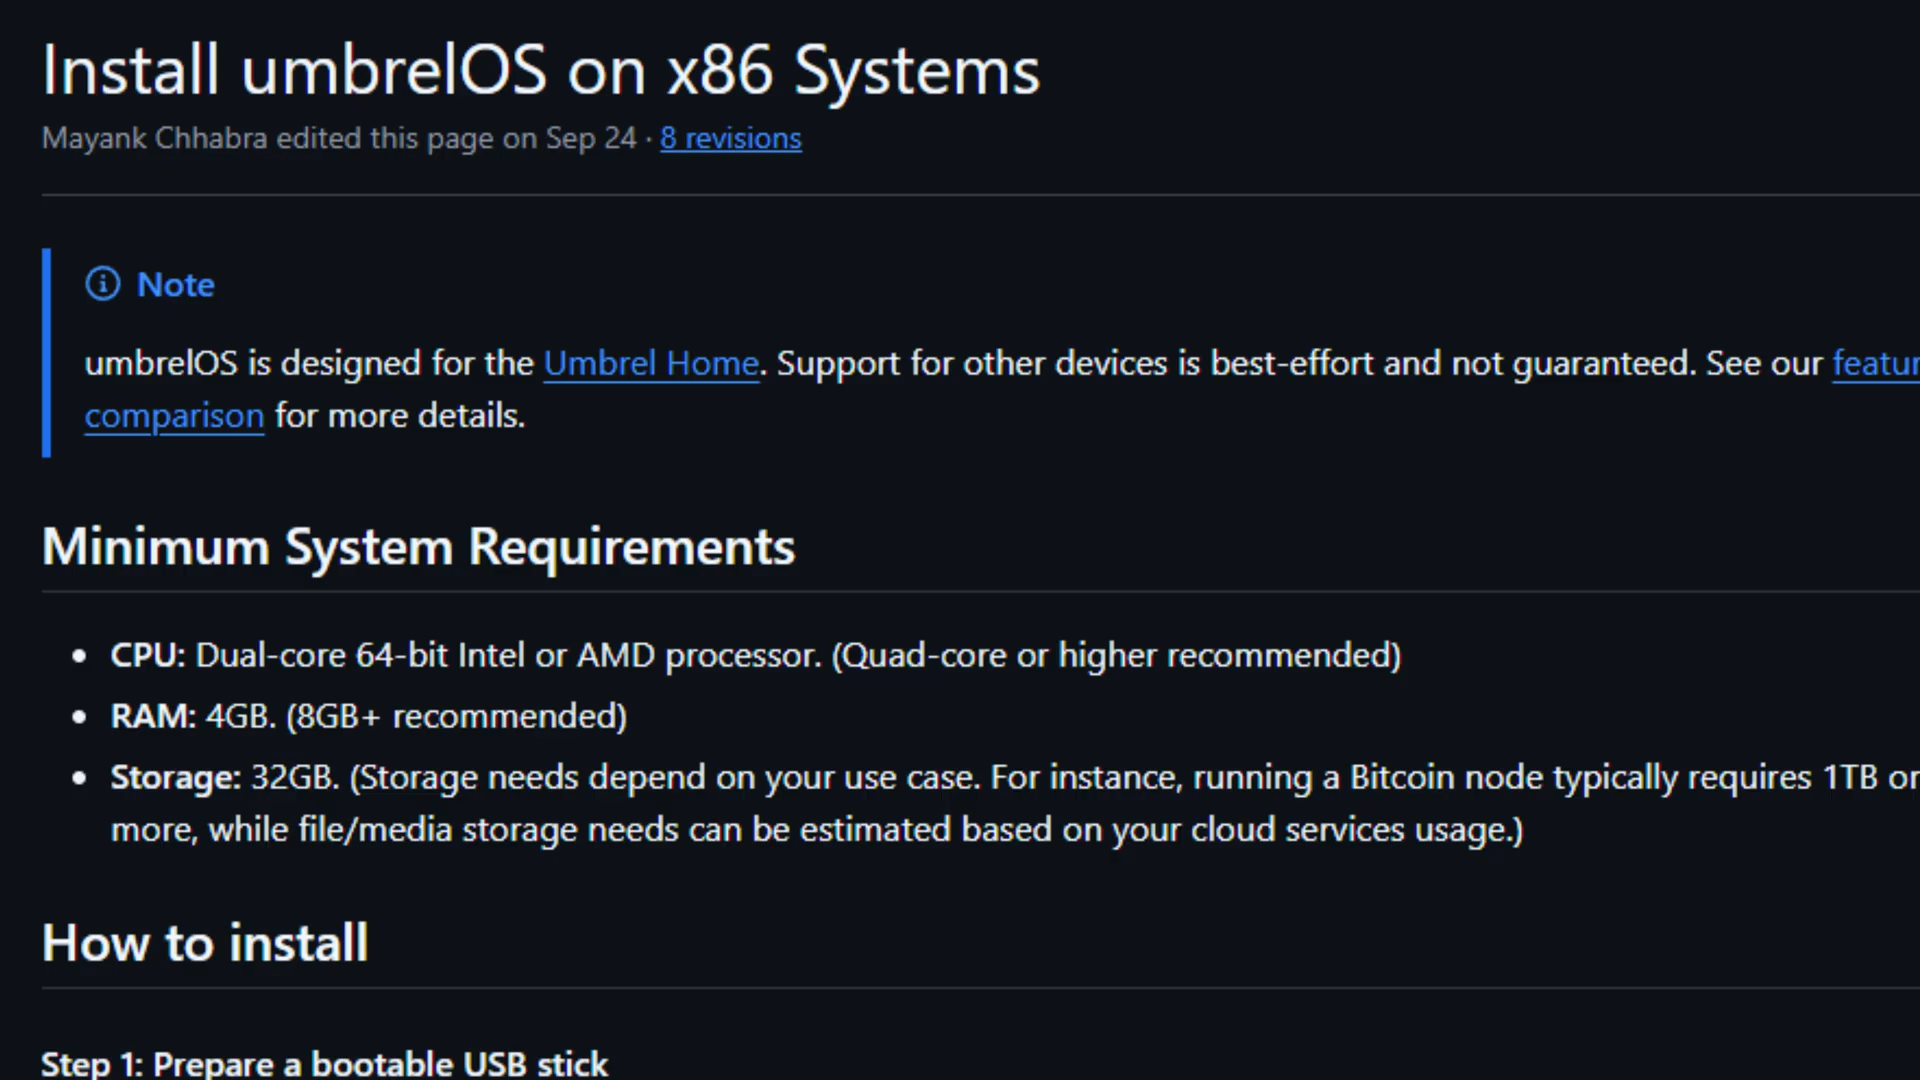 Install umbrelOS on x86 Systems
Mayank Chhabra edited this page on Sep 24 · 8 revisions
Note
umbrelOS is designed for the Umbrel Home. Support for other devices is best-effort and not guaranteed. See our featur
comparison for more details.
Minimum System Requirements
• CPU: Dual-core 64-bit Intel or AMD processor. (Quad-core or higher recommended)
• RAM: 4GB. (8GB+ recommended)
• Storage: 32GB. (Storage needs depend on your use case. For instance, running a Bitcoin node typically requires 1TB or
more, while file/media storage needs can be estimated based on your cloud services usage.)
How to install
Step 1: Prepare a bootable USB stick